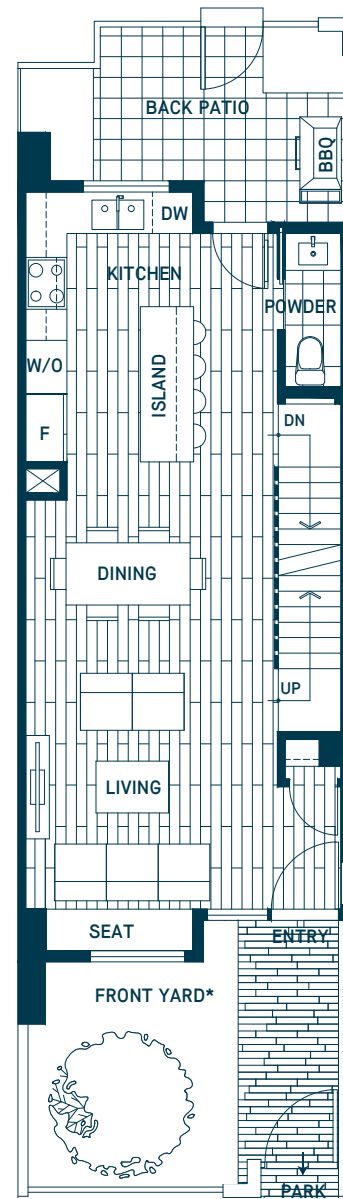 BACK PATIO
BBQ
DW
KITCHEN
POWDER
W/O
ISLAND
F
DN
DINING
UP
LIVING
SEAT
ENTRY
FRONT YARD*
PARK